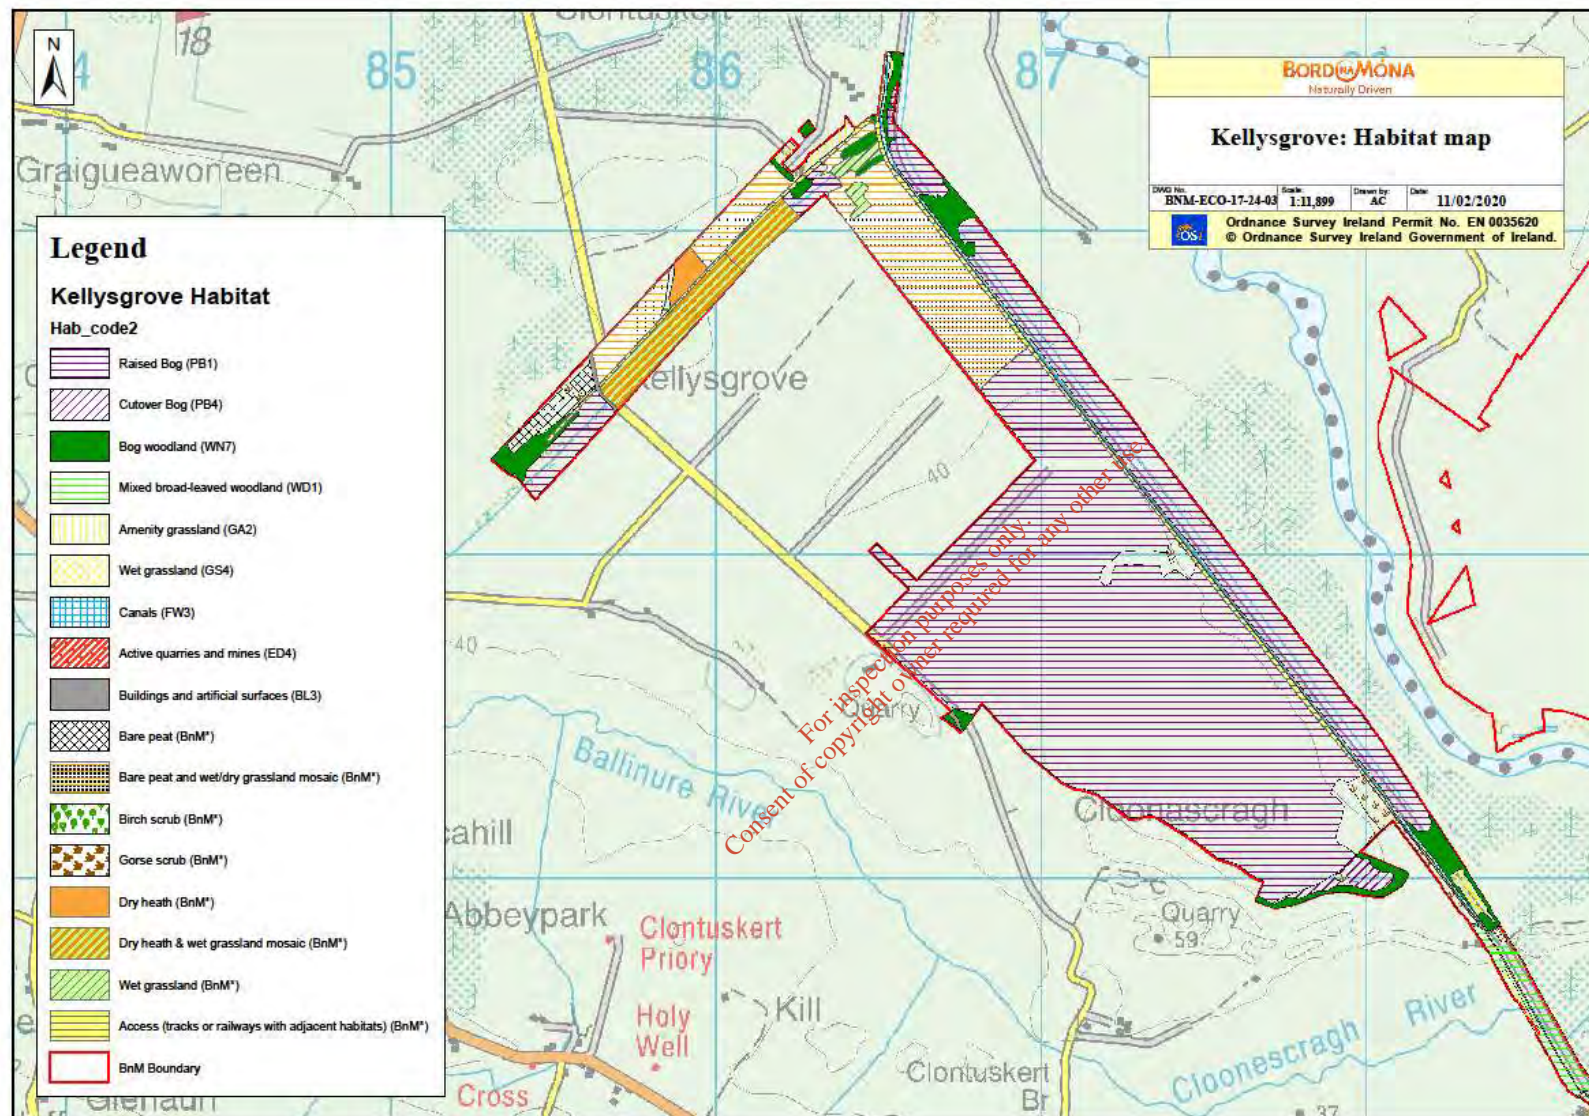 Clontuskert
18
N
4
85
86
87
BORD NA MÓNA
Naturally Driven
Kellysgrove: Habitat map
DWG No.
BNM-ECO-17-24-03
Scale:
1:11,899
Drawn by:
AC
Date:
11/02/2020
OSi
Ordnance Survey Ireland Permit No. EN 0035620
© Ordnance Survey Ireland Government of Ireland.
Graigueawoneen
Legend
Kellysgrove Habitat
Hab_code2
Raised Bog (PB1)
Cutover Bog (PB4)
Bog woodland (WN7)
Mixed broad-leaved woodland (WD1)
Amenity grassland (GA2)
Wet grassland (GS4)
Canals (FW3)
Active quarries and mines (ED4)
Buildings and artificial surfaces (BL3)
Bare peat (BnM*)
Bare peat and wet/dry grassland mosaic (BnM*)
Birch scrub (BnM*)
Gorse scrub (BnM*)
Dry heath (BnM*)
Dry heath & wet grassland mosaic (BnM*)
Wet grassland (BnM*)
Access (tracks or railways with adjacent habitats) (BnM*)
BnM Boundary
ellysgrove
40
40
For inspection purposes only.
Consent of copyright owner required for any other use.
Quarry
Ballinure River
Cloonascragh
cahill
Abbeypark
Clontuskert
Priory
Quarry
59
Holy
Well
Kill
Cloonescragh River
Clontuskert
Br
Cross
Glenaun
37